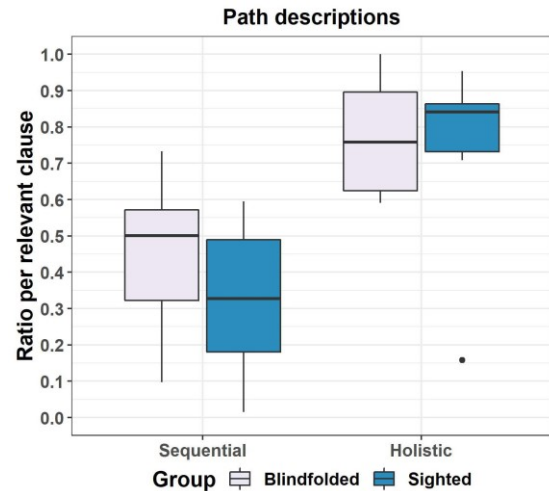 Path descriptions
Ratio per relevant clause
1.0
0.9
0.8
0.7
0.6
0.5
0.4
0.3
0.2
0.1
0.0
Sequential Holistic
Group Blindfolded Sighted